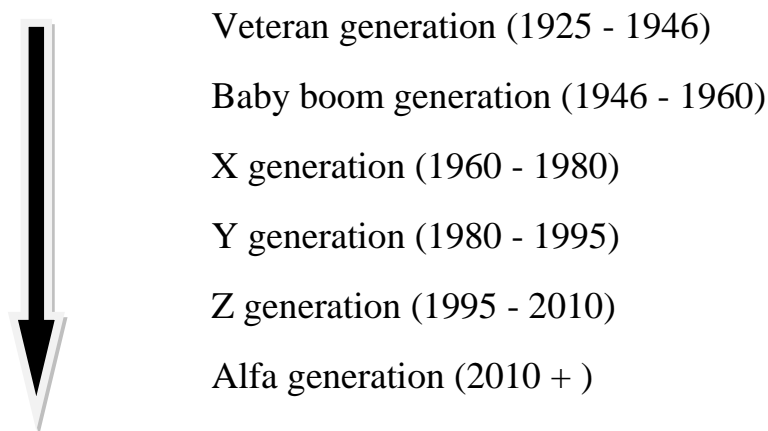 Veteran generation (1925 - 1946)
Baby boom generation (1946 - 1960)
X generation (1960 - 1980)
Y generation (1980 - 1995)
Z generation (1995 - 2010)
Alfa generation (2010 + )